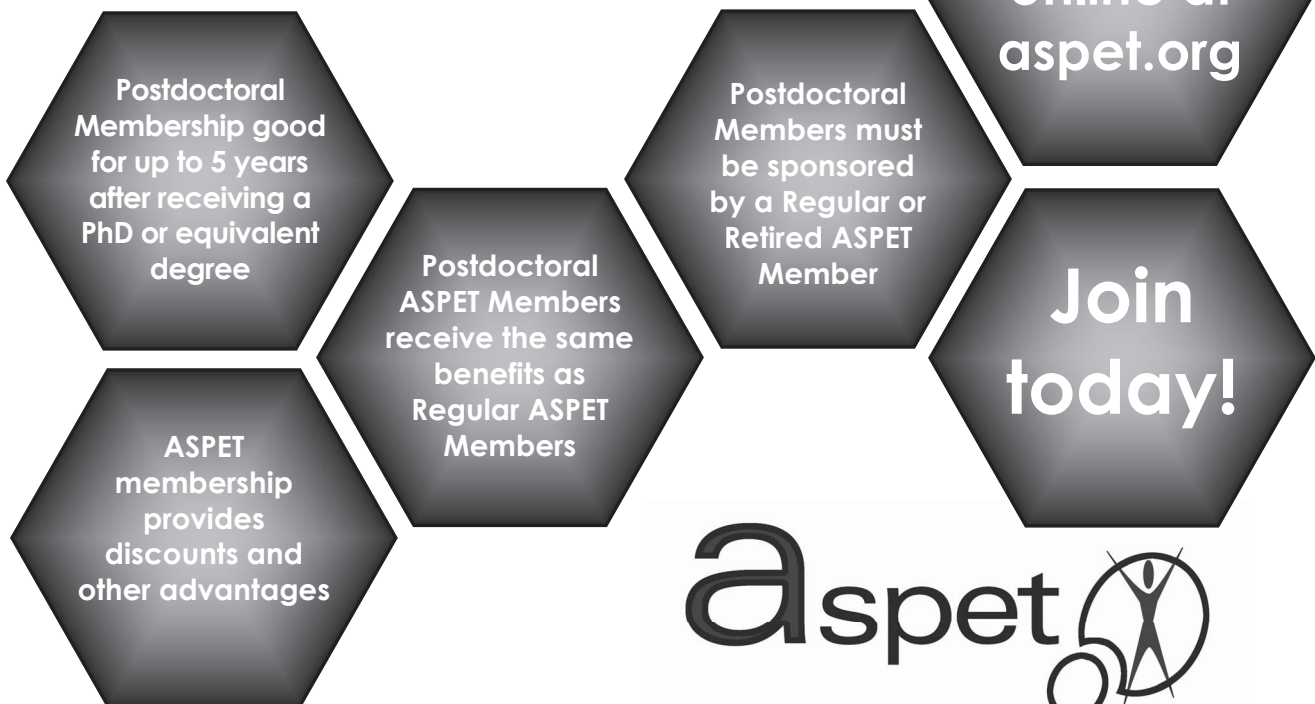 Postdoctoral
Membership good
for up to 5 years
after receiving a
PhD or equivalent
degree
ASPET
membership
provides
discounts and
other advantages
Postdoctoral
ASPET Members
receive the same
benefits as
Regular ASPET
Members
Postdoctoral
Members must
be sponsored
by a Regular or
Retired ASPET
Member
online at
aspet.org
Join
today!
aspet